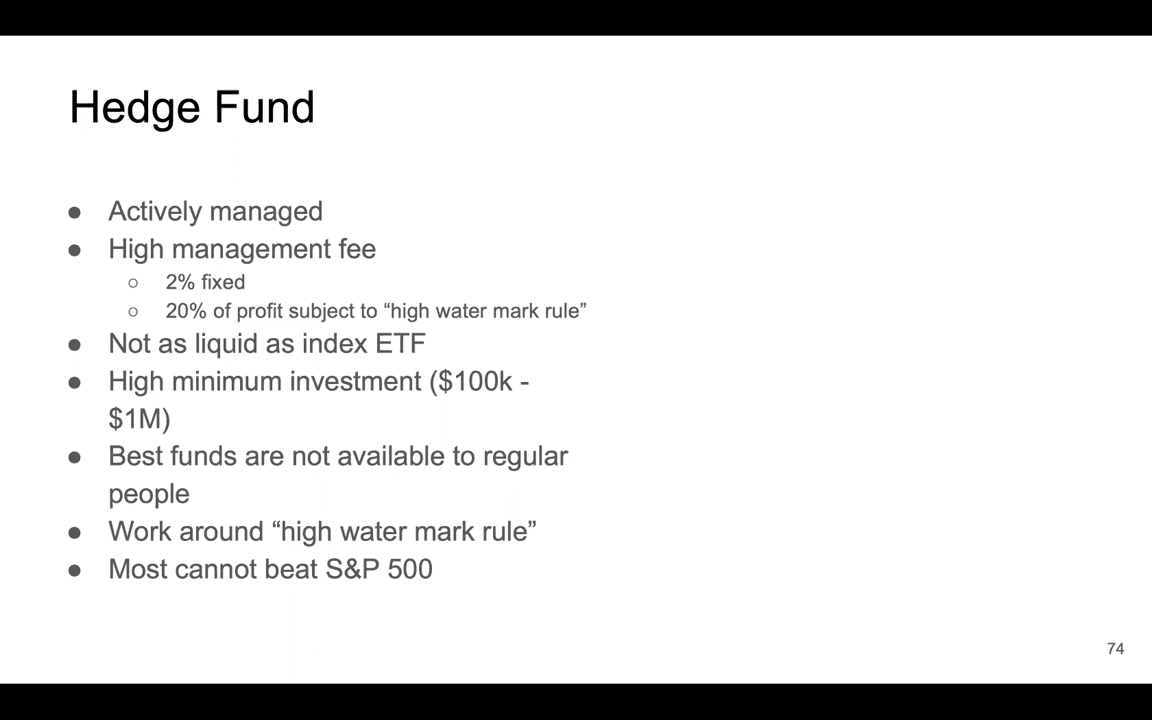 Hedge Fund
● Actively managed
● High management fee
○ 2% fixed
○ 20% of profit subject to “high water mark rule”
● Not as liquid as index ETF
● High minimum investment ($100k -
$1M)
● Best funds are not available to regular
people
● Work around “high water mark rule”
● Most cannot beat S&P 500
74